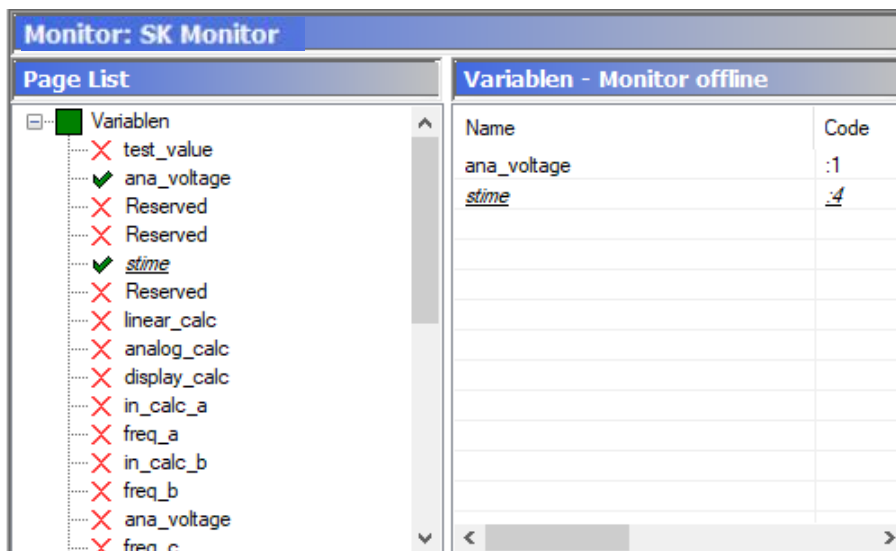 Monitor: SK Monitor
Page List
Variablen
test_value
ana_voltage
Reserved
Reserved
stime
Reserved
linear_calc
analog_calc
display_calc
in_calc_a
freq_a
in_calc_b
freq_b
ana_voltage
freq_c
Variablen - Monitor offline
Name Code
ana_voltage :1
stime :4